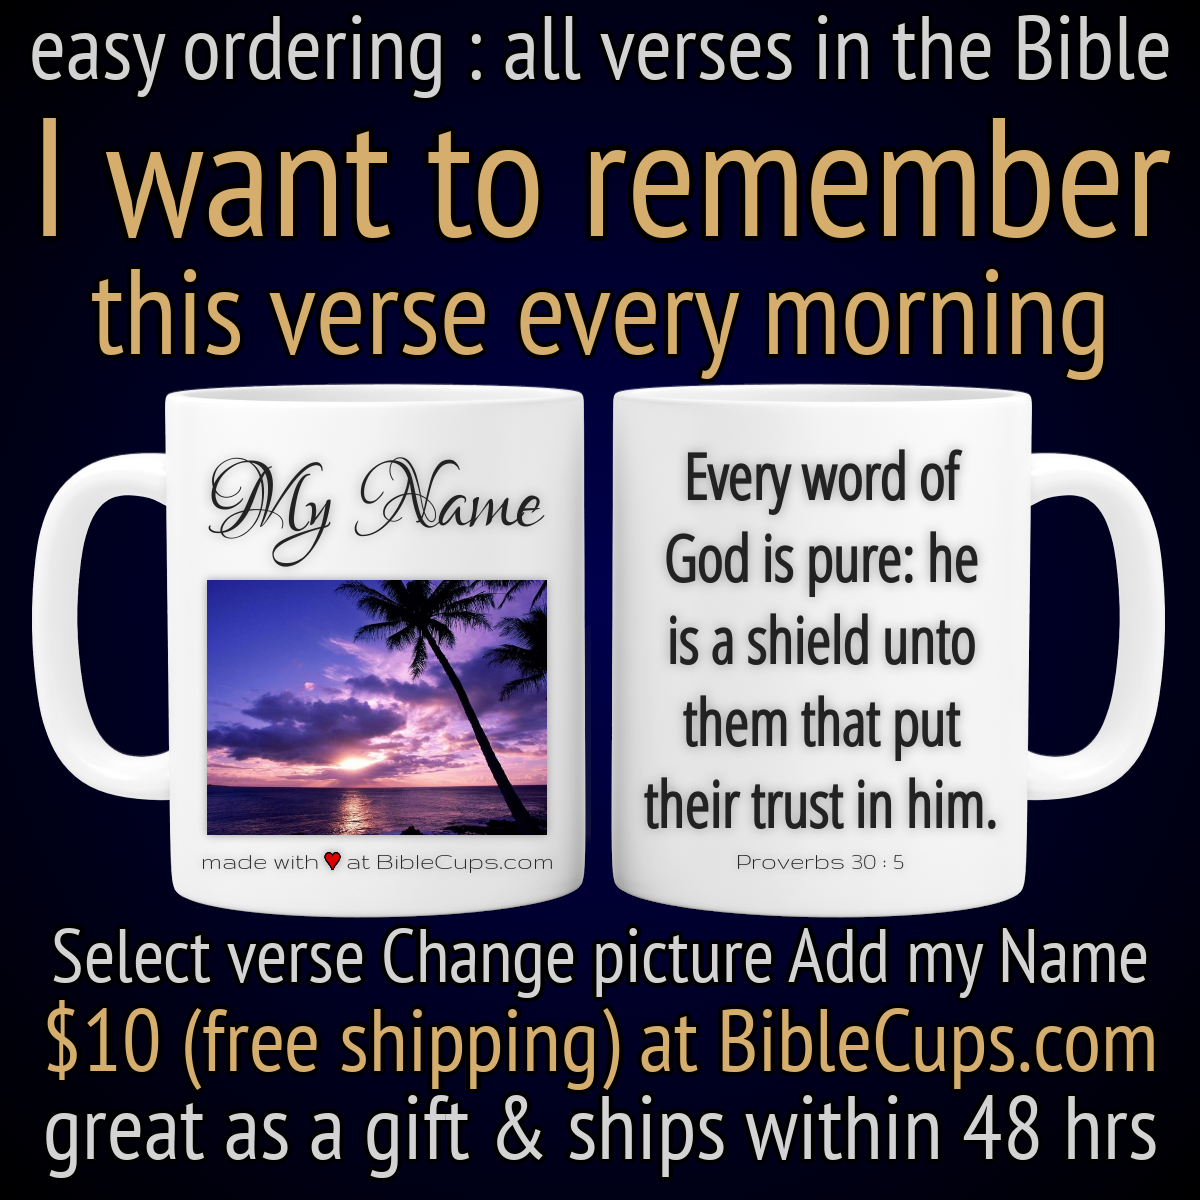 easy ordering : all verses in the Bible
I want to remember
this verse every morning
My Name
made with ♥ at BibleCups.com
Every word of
God is pure: he
is a shield unto
them that put
their trust in him.
Proverbs 30 : 5
Select verse Change picture Add my Name
$10 (free shipping) at BibleCups.com
great as a gift & ships within 48 hrs